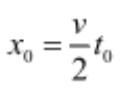 x₀ = v/2 t₀